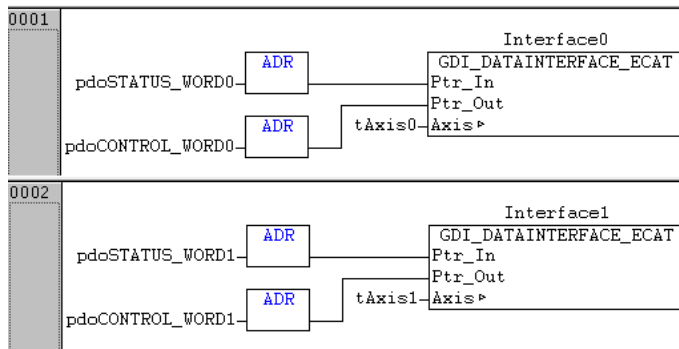 0001
Interface0
ADR GDI_DATAINTERFACE_ECAT
pdoSTATUS_WORD0 Ptr_In
Ptr_Out
ADR tAxis0 Axis
pdoCONTROL_WORD0
0002
Interface1
ADR GDI_DATAINTERFACE_ECAT
pdoSTATUS_WORD1 Ptr_In
Ptr_Out
ADR tAxis1 Axis
pdoCONTROL_WORD1